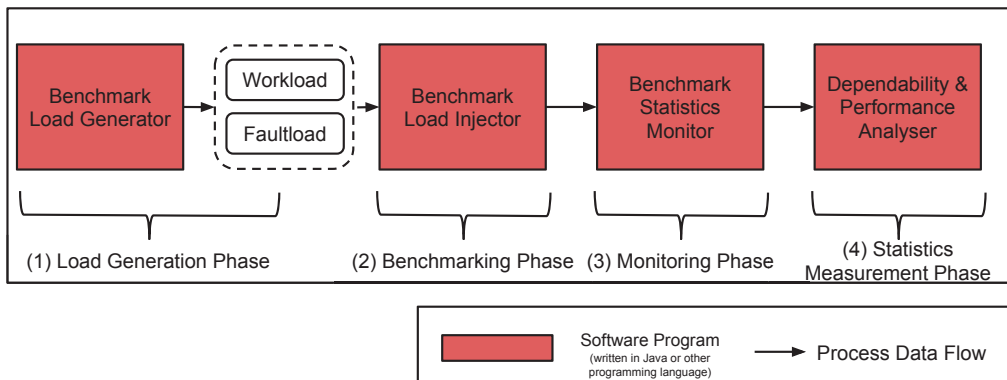 Benchmark
Load Generator
Workload
Faultload
Benchmark
Load Injector
Benchmark
Statistics
Monitor
Dependability &
Performance
Analyser
(1) Load Generation Phase
(2) Benchmarking Phase
(3) Monitoring Phase
(4) Statistics
Measurement Phase
Software Program
(written in Java or other
programming language)
Process Data Flow